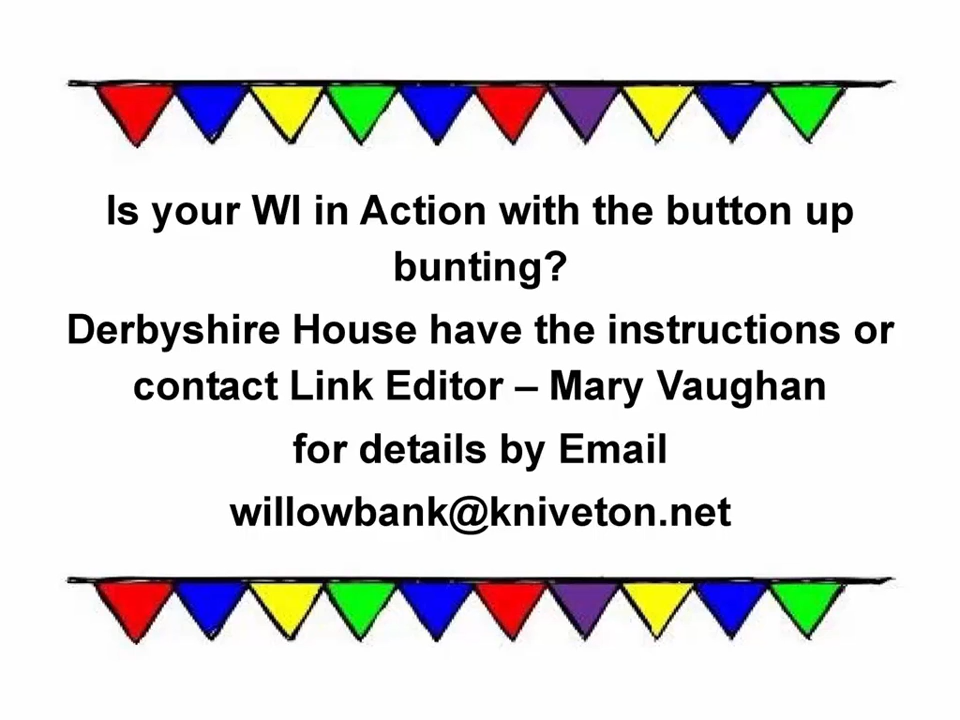 Is your WI in Action with the button up
bunting?
Derbyshire House have the instructions or
contact Link Editor – Mary Vaughan
for details by Email
willowbank@kniveton.net